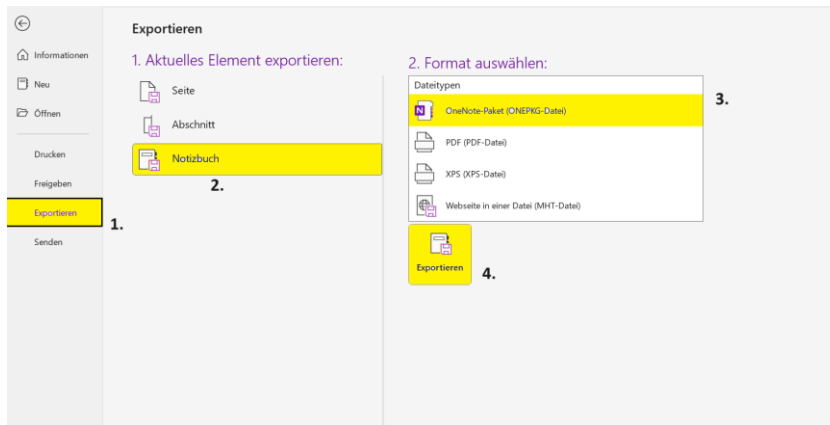 Exportieren
Informationen
Neu
Öffnen
Drucken
Freigeben
Exportieren
1.
Senden
1. Aktuelles Element exportieren:
Seite
Abschnitt
Notizbuch
2.
2. Format auswählen:
Dateitypen
OneNote-Paket (ONEPKG-Datei)
3.
PDF (PDF-Datei)
XPS (XPS-Datei)
Webseite in einer Datei (MHT-Datei)
Exportieren
4.